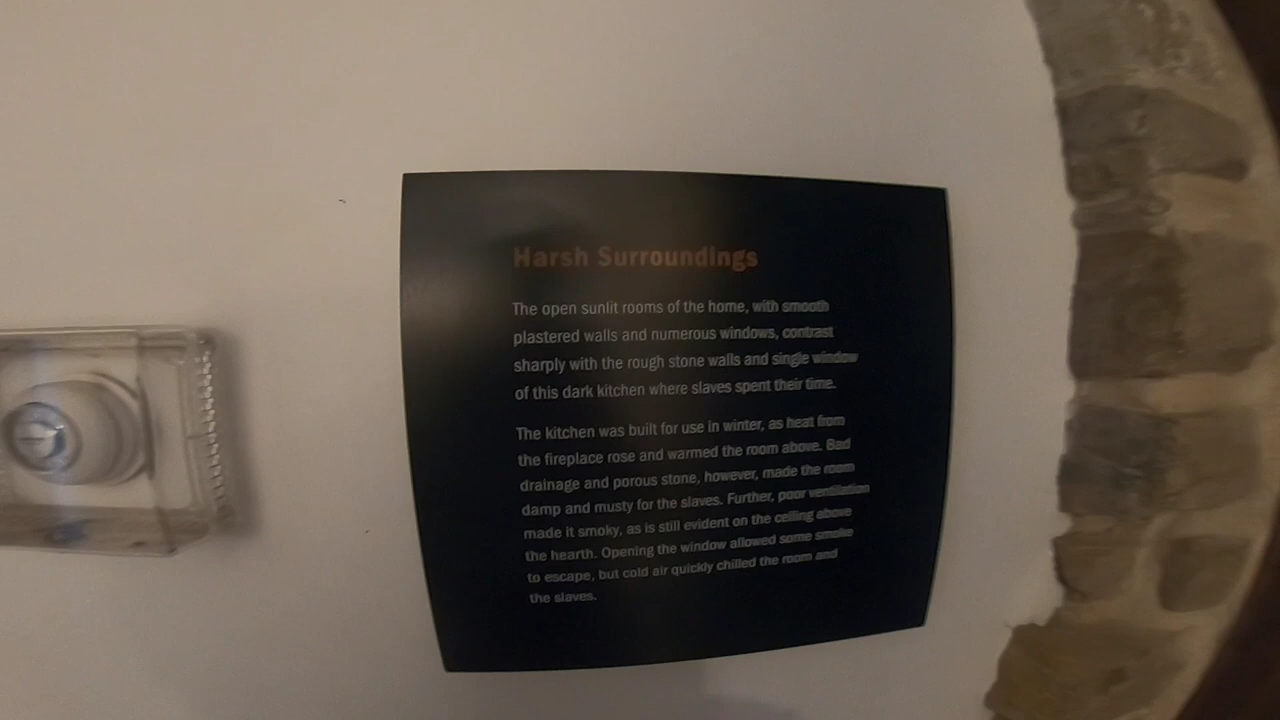 Harsh Surroundings
The open sunlit rooms of the home, with smooth
plastered walls and numerous windows, contrast
sharply with the rough stone walls and single window
of this dark kitchen where slaves spent their time.
The kitchen was built for use in winter, as heat from
the fireplace rose and warmed the room above. Bad
drainage and porous stone, however, made the room
damp and musty for the slaves. Further, poor ventilation
made it smoky, as is still evident on the ceiling above
the hearth. Opening the window allowed some smoke
to escape, but cold air quickly chilled the room and
the slaves.